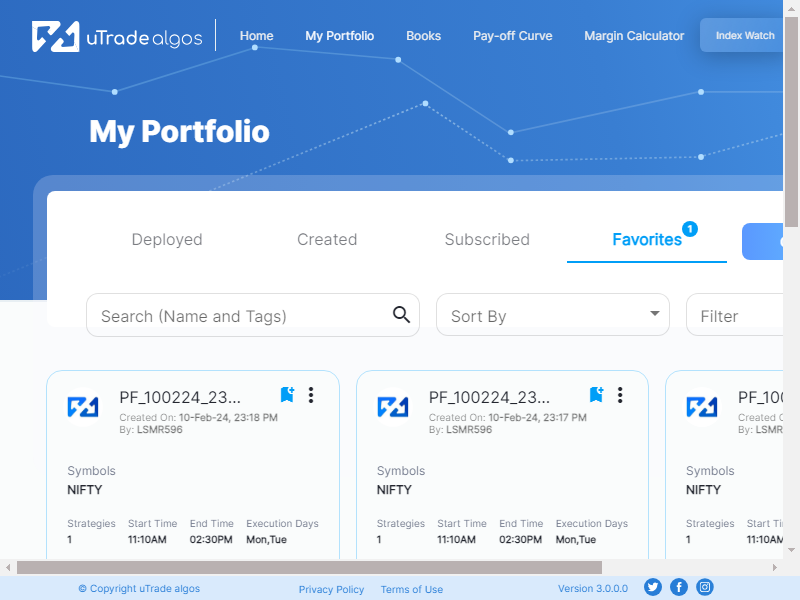 uTrade algos
Home
My Portfolio
Books
Pay-off Curve
Margin Calculator
Index Watch
My Portfolio
Deployed
Created
Subscribed
Favorites
1
Search (Name and Tags)
Sort By
Filter
PF_100224_23...
Created On: 10-Feb-24, 23:18 PM
By: LSMR596
Symbols
NIFTY
Strategies
Start Time
End Time
Execution Days
1
11:10AM
02:30PM
Mon,Tue
PF_100224_23...
Created On: 10-Feb-24, 23:17 PM
By: LSMR596
Symbols
NIFTY
Strategies
Start Time
End Time
Execution Days
1
11:10AM
02:30PM
Mon,Tue
PF_100
Created
By: LSMR
Symbols
NIFTY
Strategies
Start Ti
1
11:10AM
© Copyright uTrade algos
Privacy Policy
Terms of Use
Version 3.0.0.0